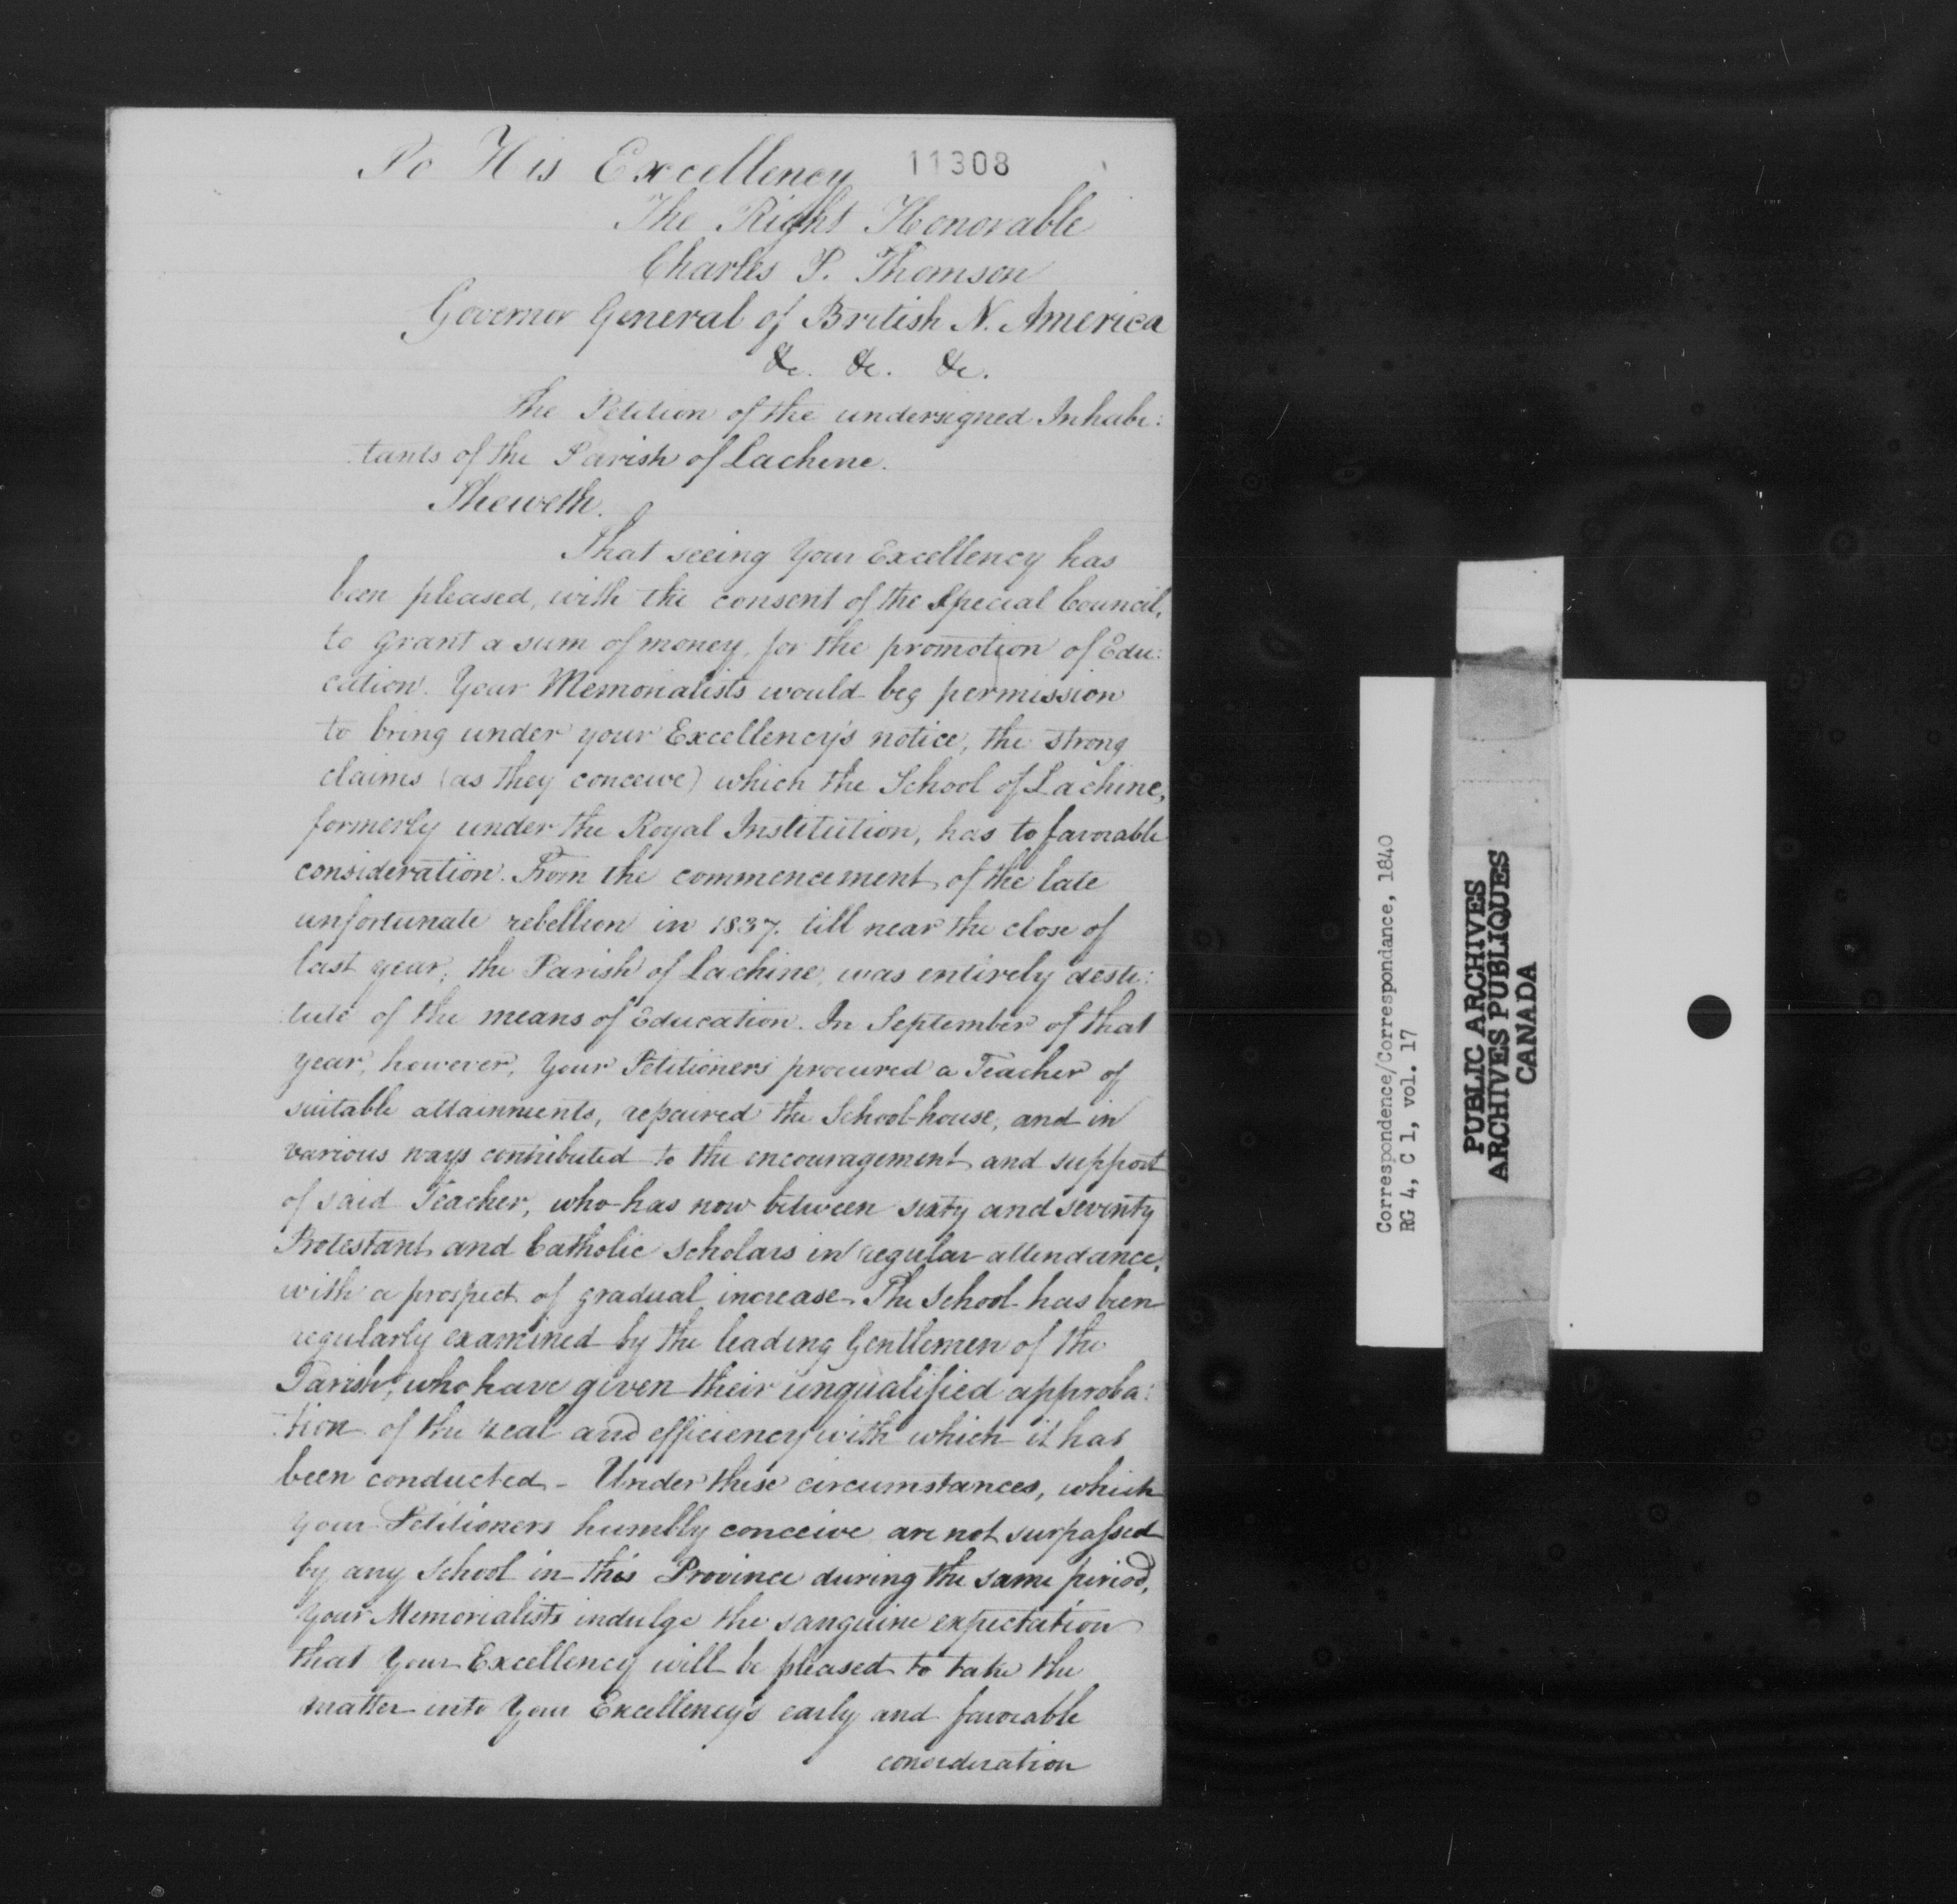 To His Excellency 11308
The Right Honorable
Charles P. Thomson
Governor General of British N. America
&c. &c. &c.
The Petition of the undersigned Inhabi:
tants of the Parish of Lachine.
Sheweth.
That seeing Your Excellency has
been pleased, with the consent of the Special Council,
to grant a sum of money, for the promotion of Edu:
cation. Your Memorialists would beg permission
to bring under your Excellency's notice, the strong
claims (as they conceive) which the School of Lachine,
formerly under the Royal Institution, has to favorable
consideration. From the commencement of the late
unfortunate rebellion in 1837. till near the close of
last year, the Parish of Lachine, was entirely desti:
:tute of the means of Education. In September of that
year, however, Your Petitioners procured a Teacher of
suitable attainments, repaired the School-house, and in
various ways contributed to the encouragement and support
of said Teacher, who has now between sixty and seventy
Protestant and Catholic Scholars in regular attendance,
with a prospect of gradual increase. The School has been
regularly examined by the leading Gentlemen of the
Parish, who have given their unqualified approba:
:tion of the zeal and efficiency with which it has
been conducted - Under these circumstances, which
your Petitioners humbly conceive are not surpassed
by any School in this Province during the same period,
Your Memorialists indulge the sanguine expectation
that Your Excellency will be pleased to take the
matter into Your Excellency's early and favorable
consideration
Correspondence/Correspondance, 1840
RG 4, C 1, vol. 17
PUBLIC ARCHIVES
ARCHIVES PUBLIQUES
CANADA